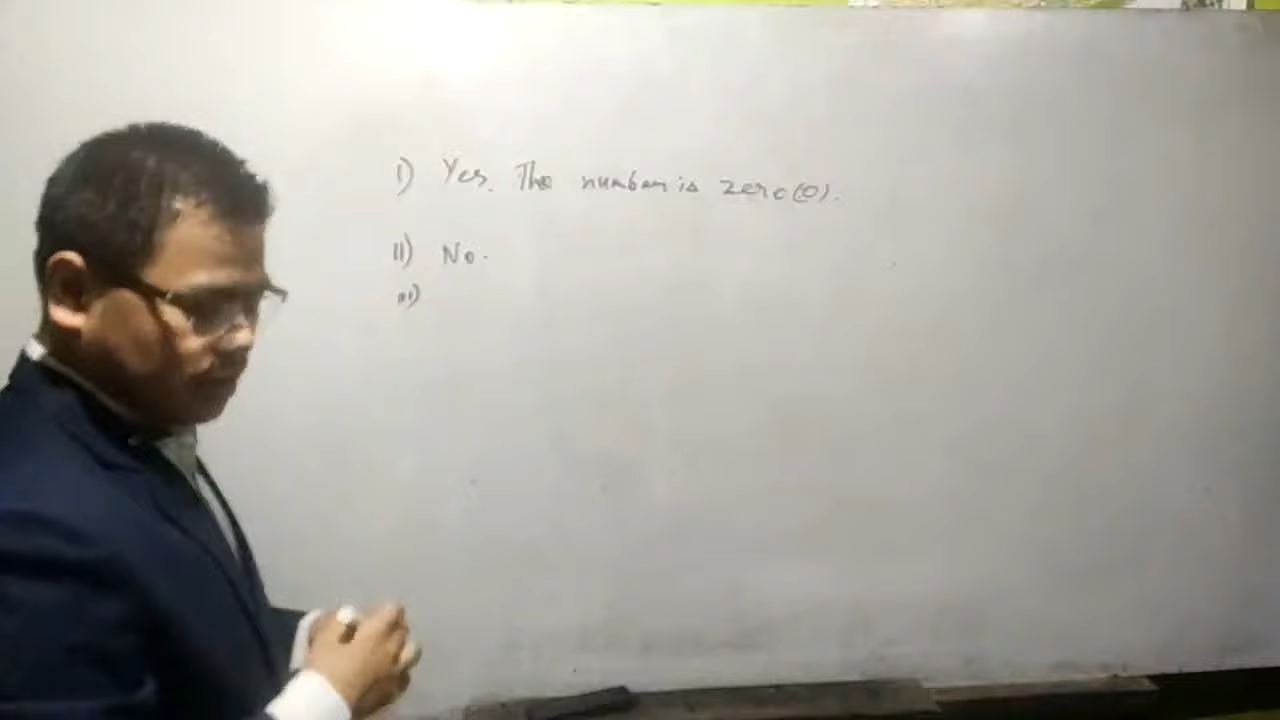 I) Yes. The number is zero(0).
II) No.
III)